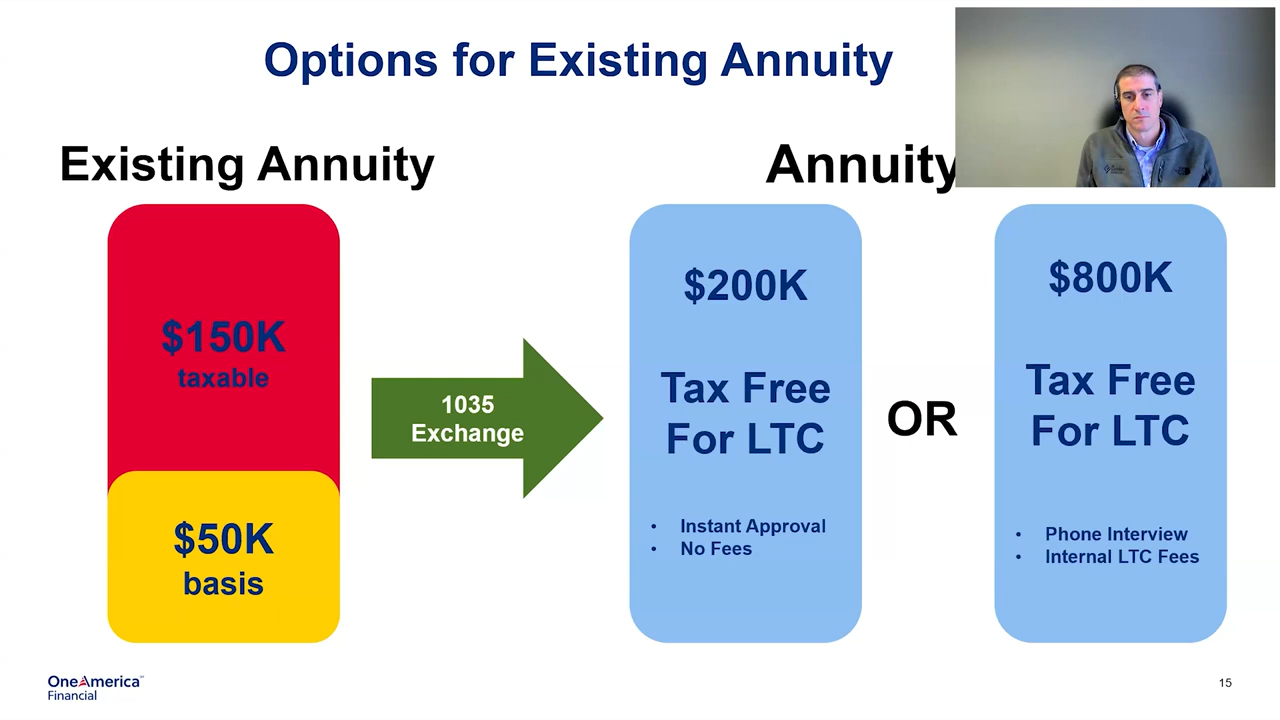 Options for Existing Annuity
Existing Annuity
Annuity
$150K
taxable
$50K
basis
1035
Exchange
$200K
Tax Free
For LTC
• Instant Approval
• No Fees
OR
$800K
Tax Free
For LTC
• Phone Interview
• Internal LTC Fees
OneAmerica
Financial
15